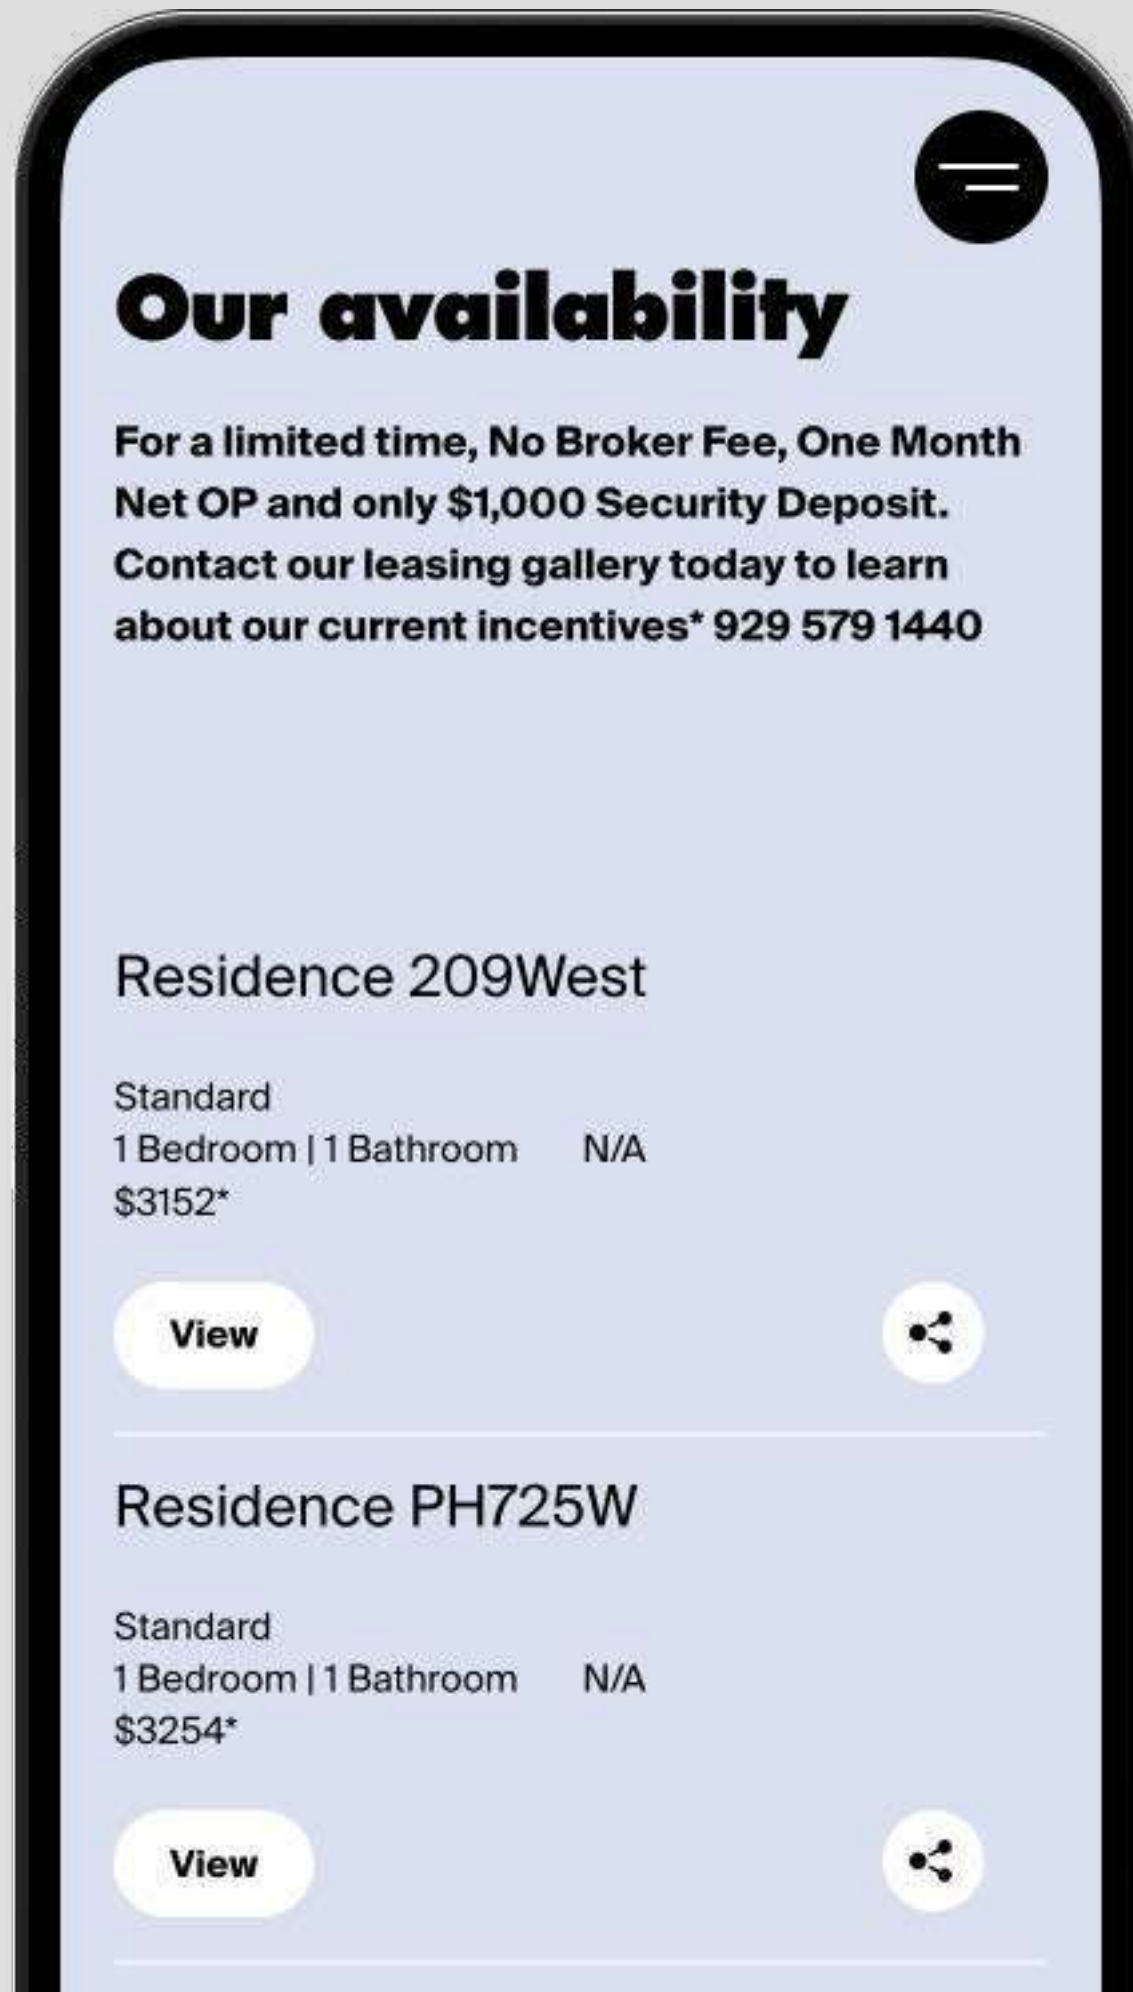 Our availability
For a limited time, No Broker Fee, One Month
Net OP and only $1,000 Security Deposit.
Contact our leasing gallery today to learn
about our current incentives* 929 579 1440
Residence 209West
Standard
1 Bedroom | 1 Bathroom N/A
$3152*
View
Residence PH725W
Standard
1 Bedroom | 1 Bathroom N/A
$3254*
View